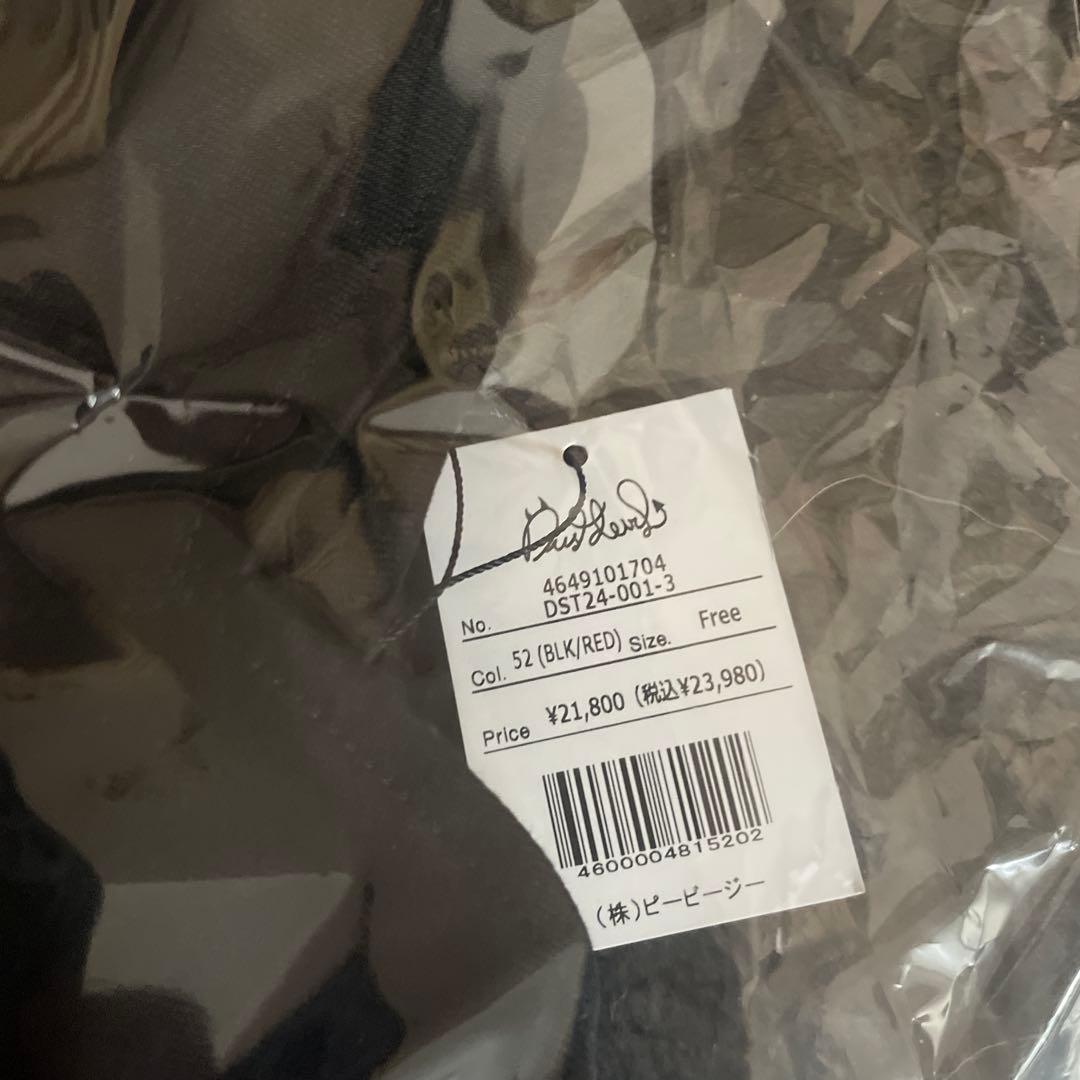 4649101704
No. DST24-001-3
Col. 52 (BLK/RED) Size. Free
Price ¥21,800 (税込¥23,980)
4600004815202
(株)ピービージー